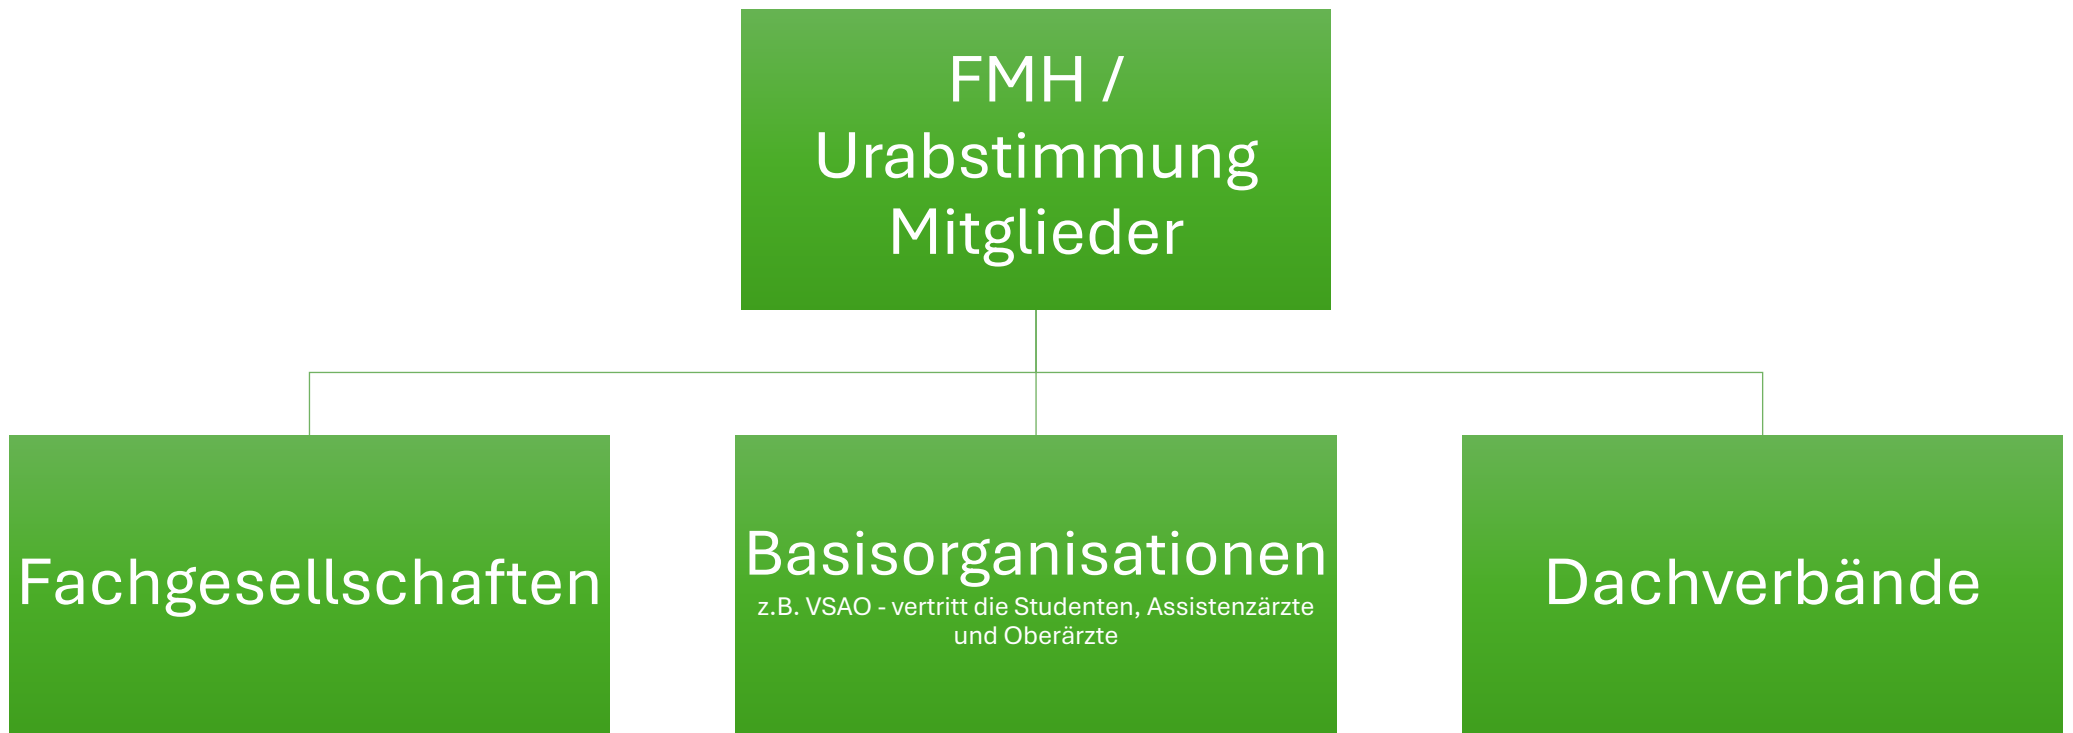 FMH /
Urabstimmung
Mitglieder
Fachgesellschaften
Basisorganisationen
z.B. VSAO - vertritt die Studenten, Assistenzärzte
und Oberärzte
Dachverbände